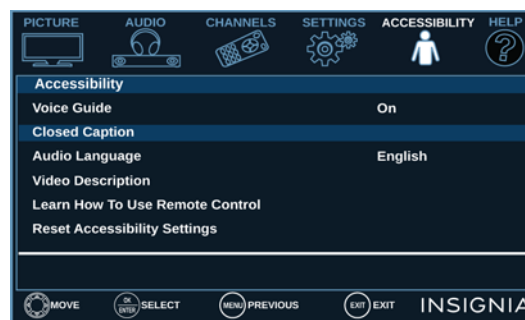 PICTURE AUDIO CHANNELS SETTINGS ACCESSIBILITY HELP
?
Accessibility
Voice Guide On
Closed Caption
Audio Language English
Video Description
Learn How To Use Remote Control
Reset Accessibility Settings
MOVE OK ENTER SELECT MENU PREVIOUS EXIT EXIT INSIGNIA